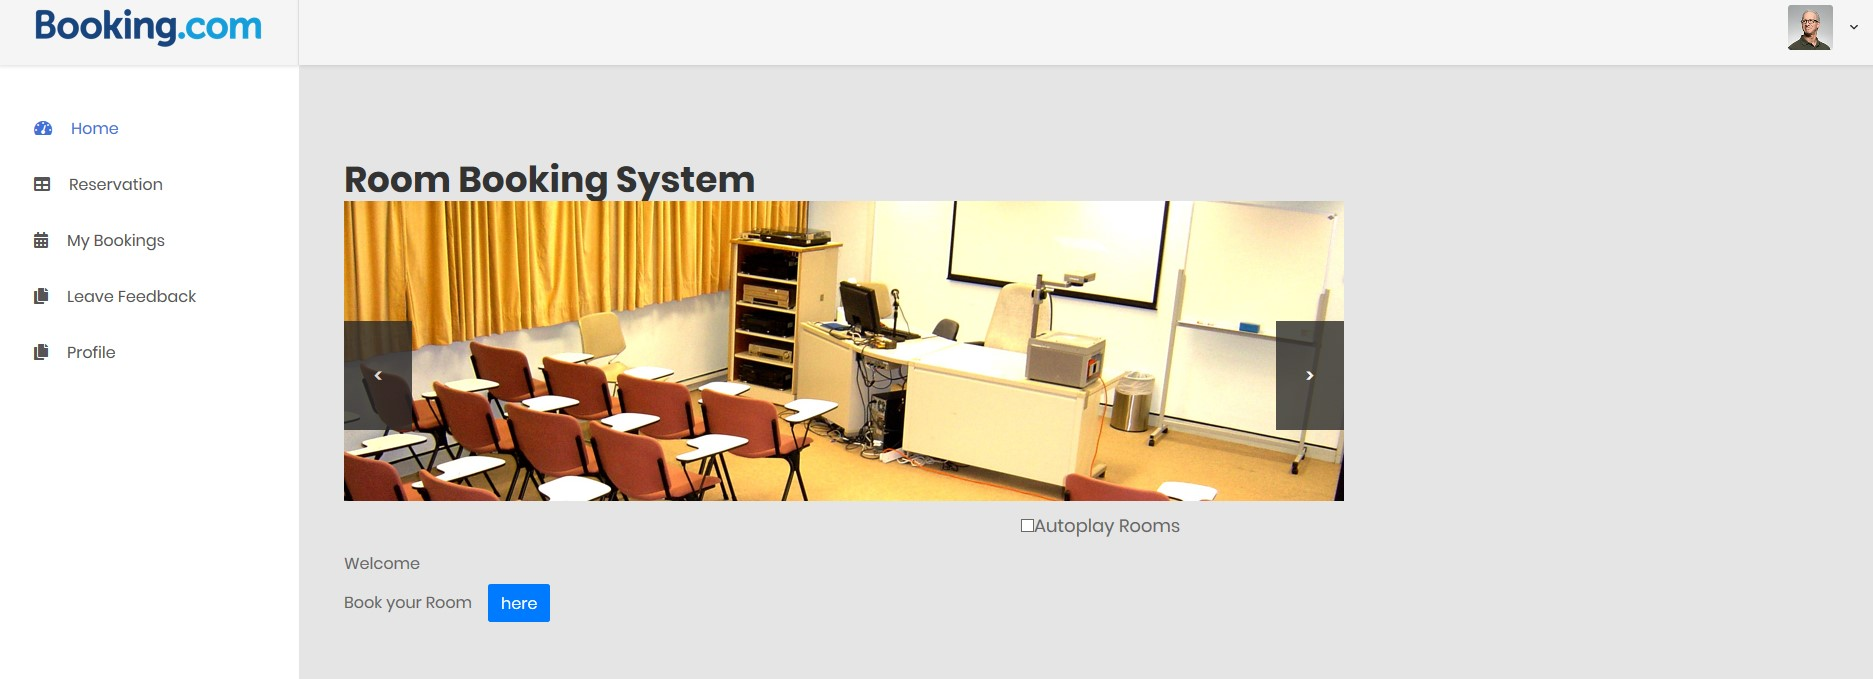 Booking.com
Home
Reservation
My Bookings
Leave Feedback
Profile
Room Booking System
‹
›
Autoplay Rooms
Welcome
Book your Room here